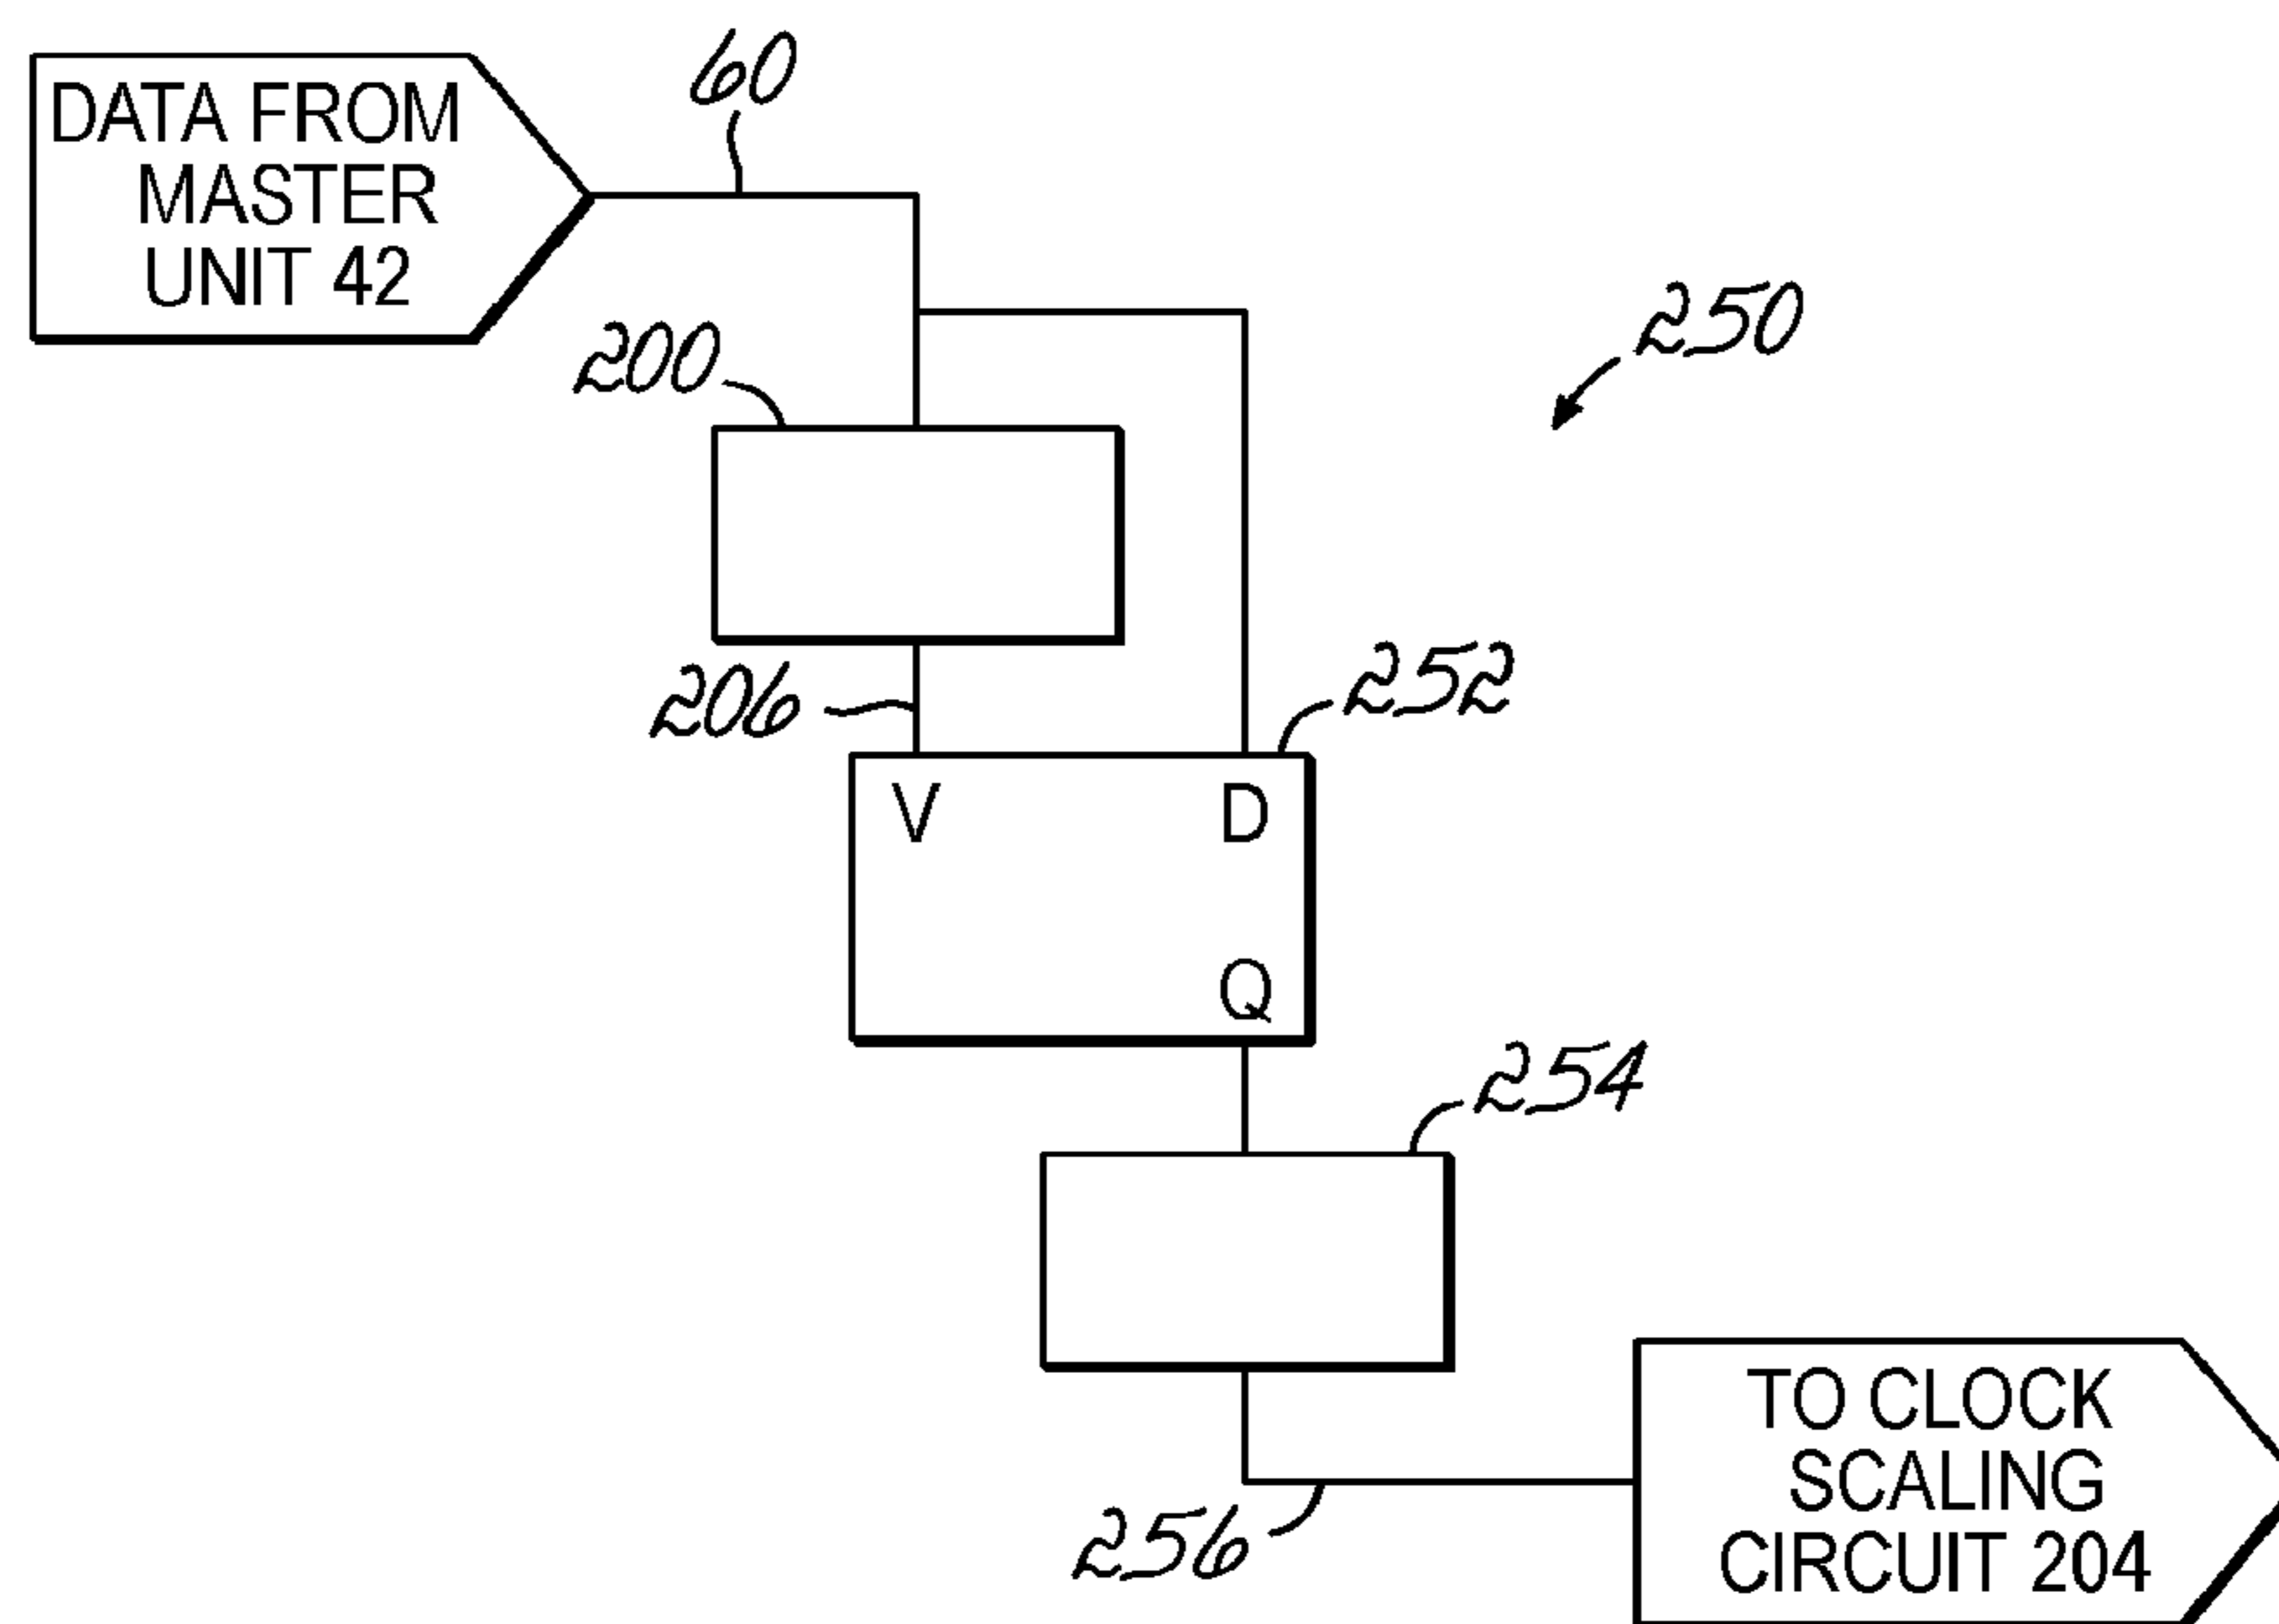 60
DATA FROM
MASTER
UNIT 42
250
200
252
206
V D
Q
254
TO CLOCK
SCALING
CIRCUIT 204
256